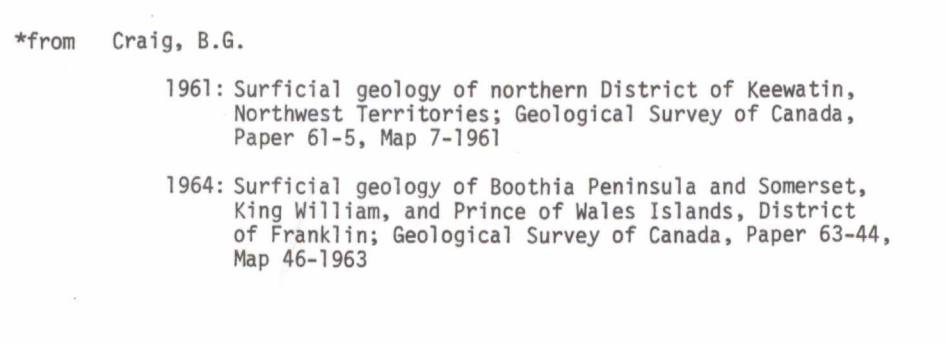 *from Craig, B.G.
1961: Surficial geology of northern District of Keewatin,
Northwest Territories; Geological Survey of Canada,
Paper 61-5, Map 7-1961
1964: Surficial geology of Boothia Peninsula and Somerset,
King William, and Prince of Wales Islands, District
of Franklin; Geological Survey of Canada, Paper 63-44,
Map 46-1963